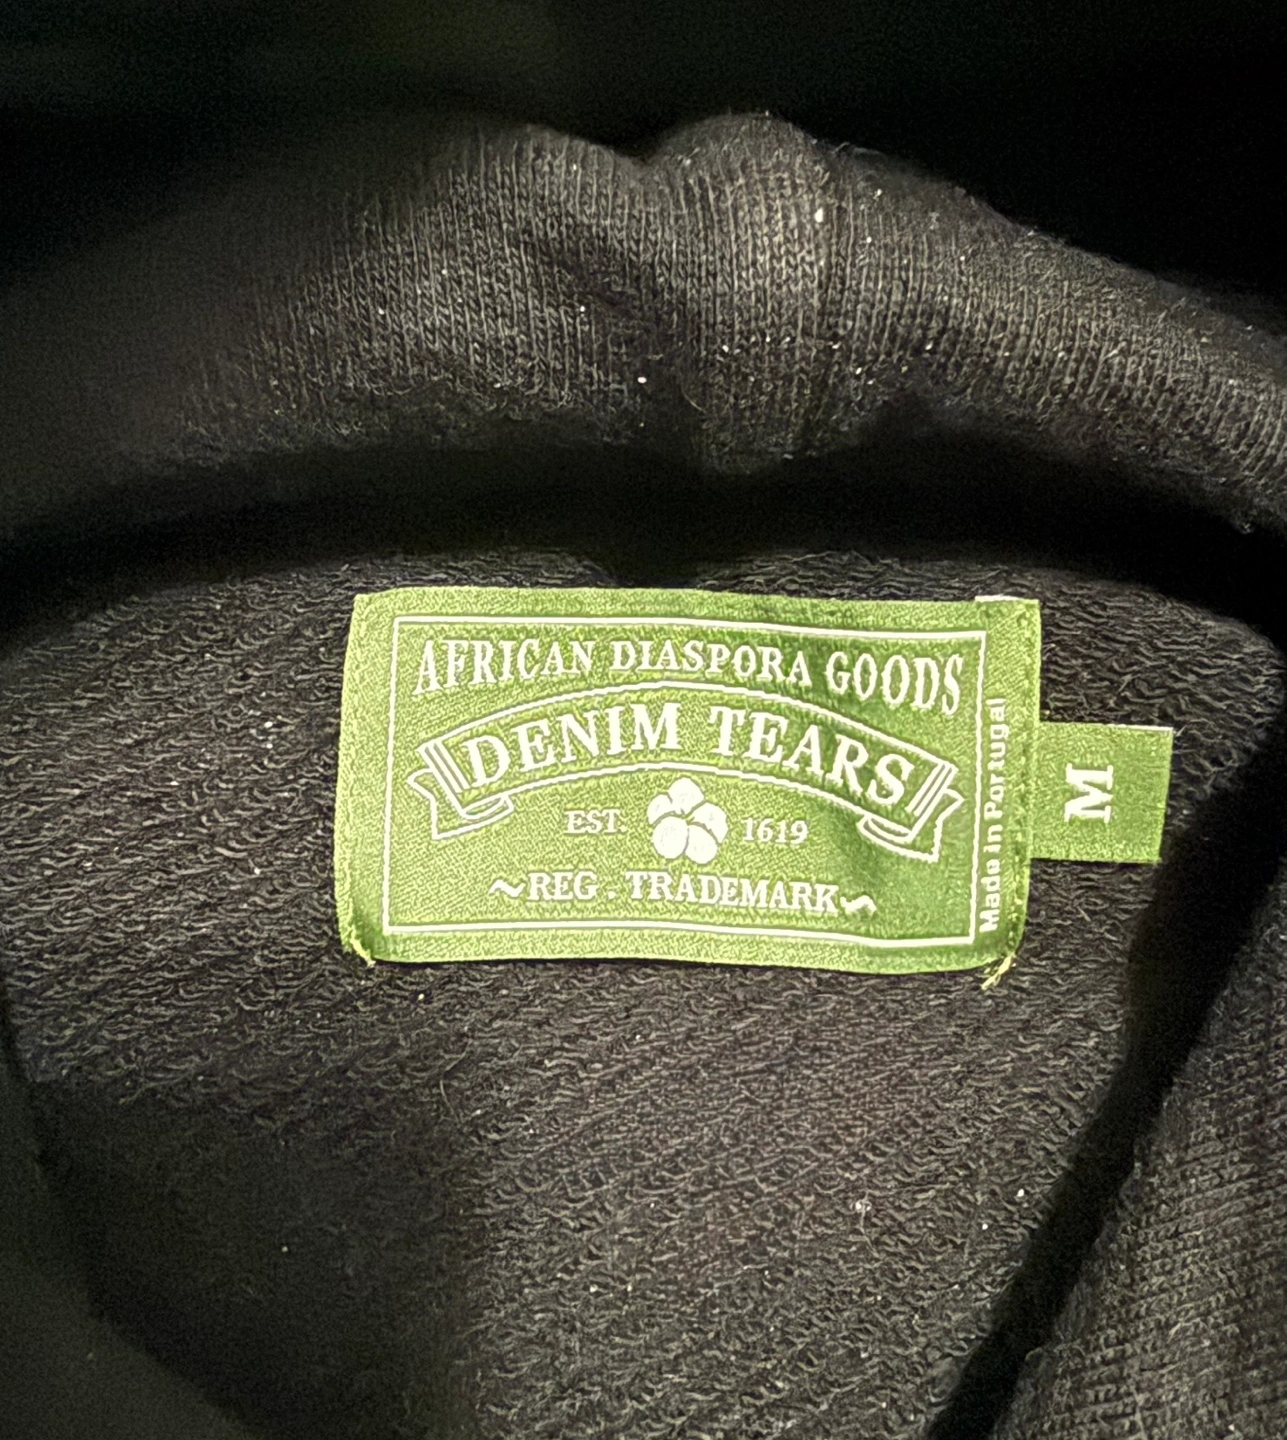 AFRICAN DIASPORA GOODS
DENIM TEARS
EST. 1619
~REG . TRADEMARK~
Made in Portugal
M